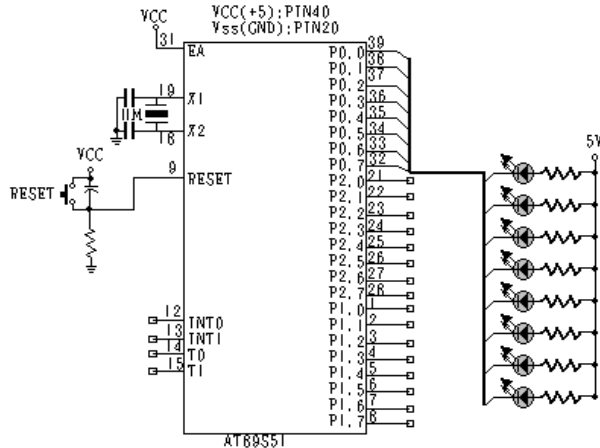 VCC
VCC(+5):PIN40
Vss(GND):PIN20
31
EA
19
X1
11M
X2
18
VCC
RESET
9
RESET
12
INT0
13
INT1
14
T0
15
T1
P0.0 39
P0.1 38
P0.2 37
P0.3 36
P0.4 35
P0.5 34
P0.6 33
P0.7 32
P2.0 21
P2.1 22
P2.2 23
P2.3 24
P2.4 25
P2.5 26
P2.6 27
P2.7 28
P1.0 1
P1.1 2
P1.2 3
P1.3 4
P1.4 5
P1.5 6
P1.6 7
P1.7 8
5V
AT89S51